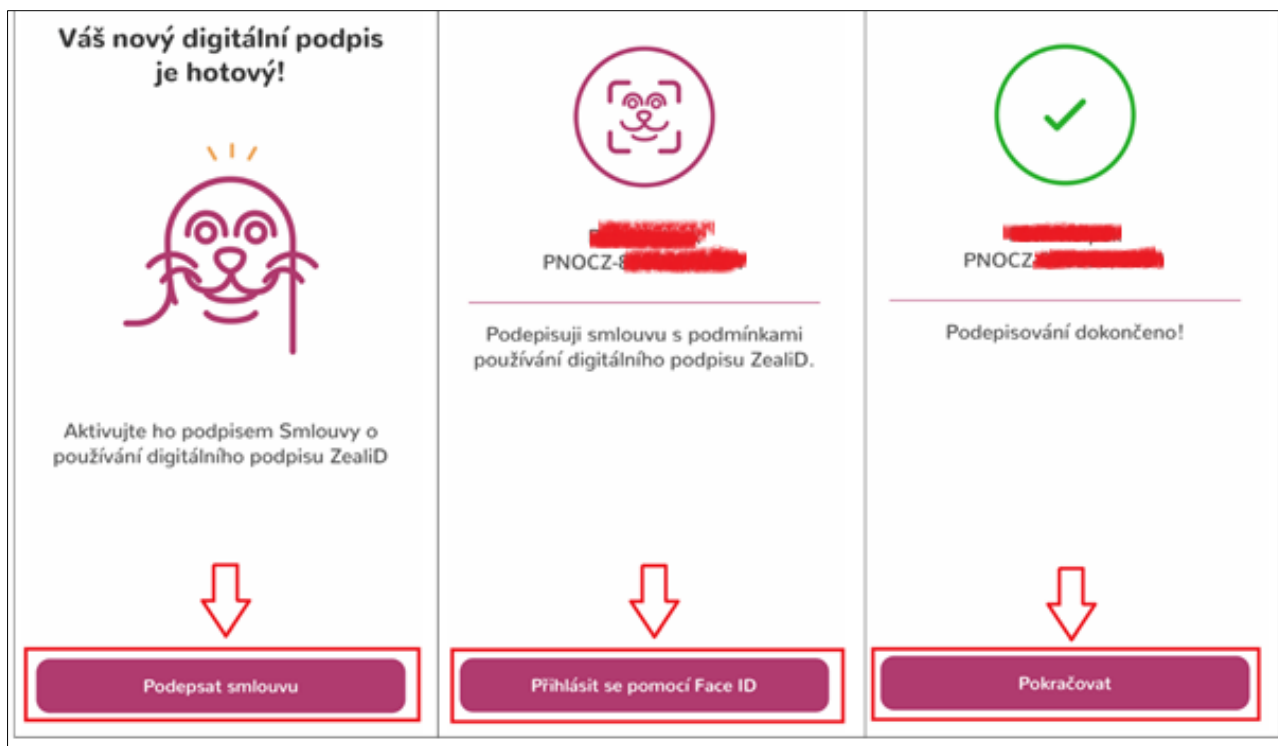 Váš nový digitální podpis
je hotový!
Aktivujte ho podpisem Smlouvy o
používání digitálního podpisu ZealiD
Podepsat smlouvu
PNOCZ-8
Podepisuji smlouvu s podmínkami
používání digitálního podpisu ZealiD.
Přihlásit se pomocí Face ID
PNOCZ
Podepisování dokončeno!
Pokračovat